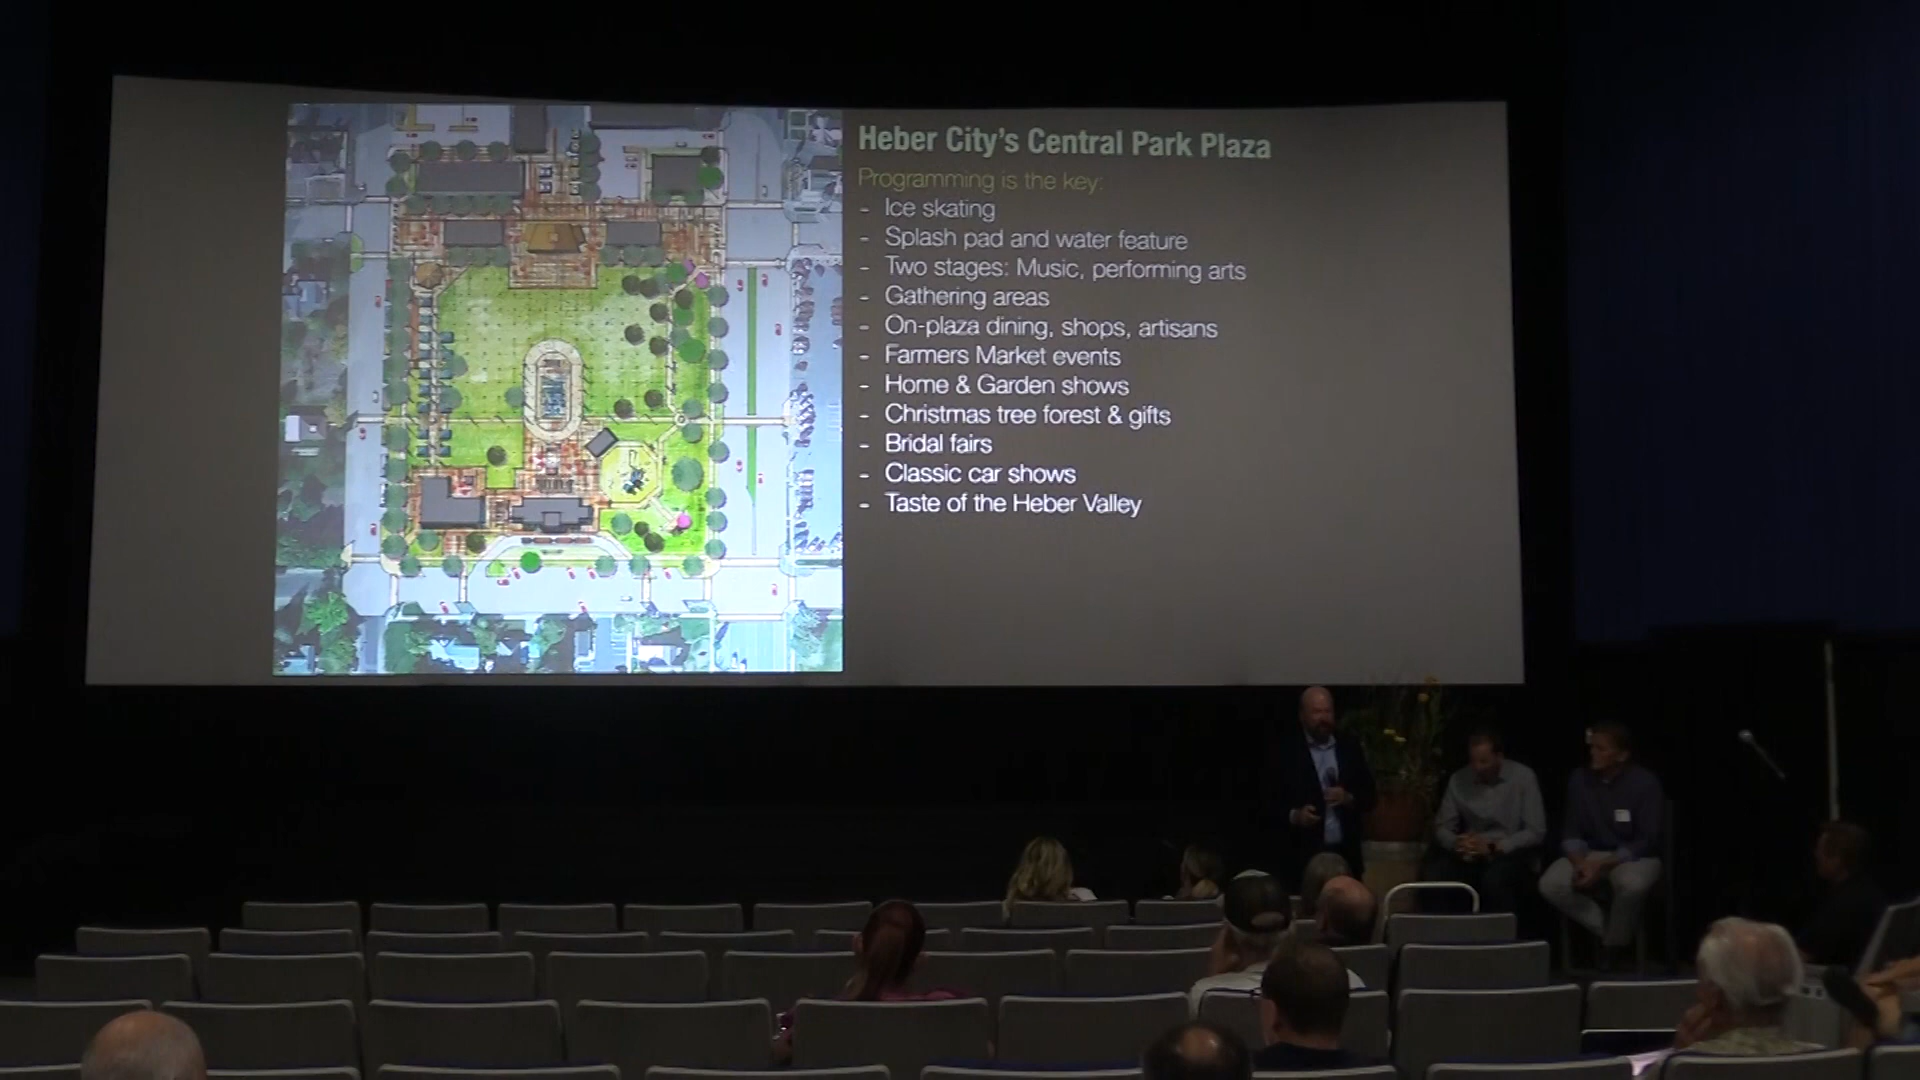 Heber City's Central Park Plaza
Programming is the key:
- Ice skating
- Splash pad and water feature
- Two stages: Music, performing arts
- Gathering areas
- On-plaza dining, shops, artisans
- Farmers Market events
- Home & Garden shows
- Christmas tree forest & gifts
- Bridal fairs
- Classic car shows
- Taste of the Heber Valley